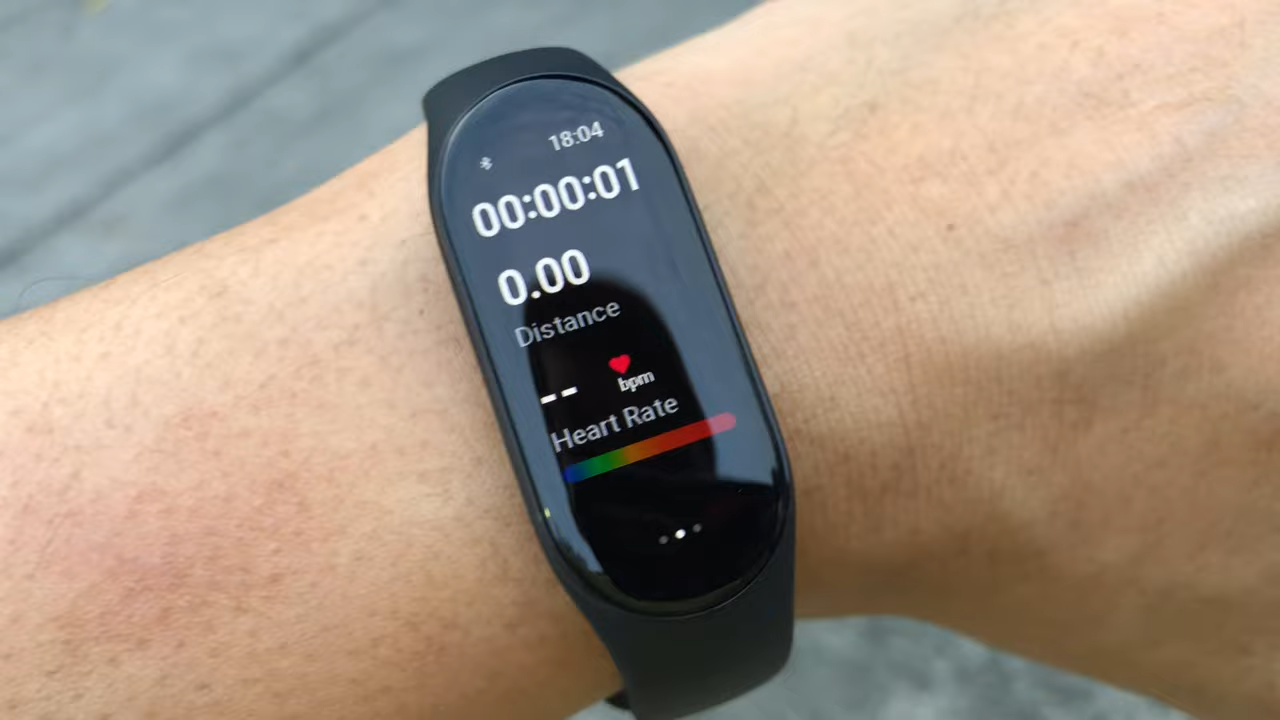 18:04
00:00:01
0.00
Distance
-- bpm
Heart Rate